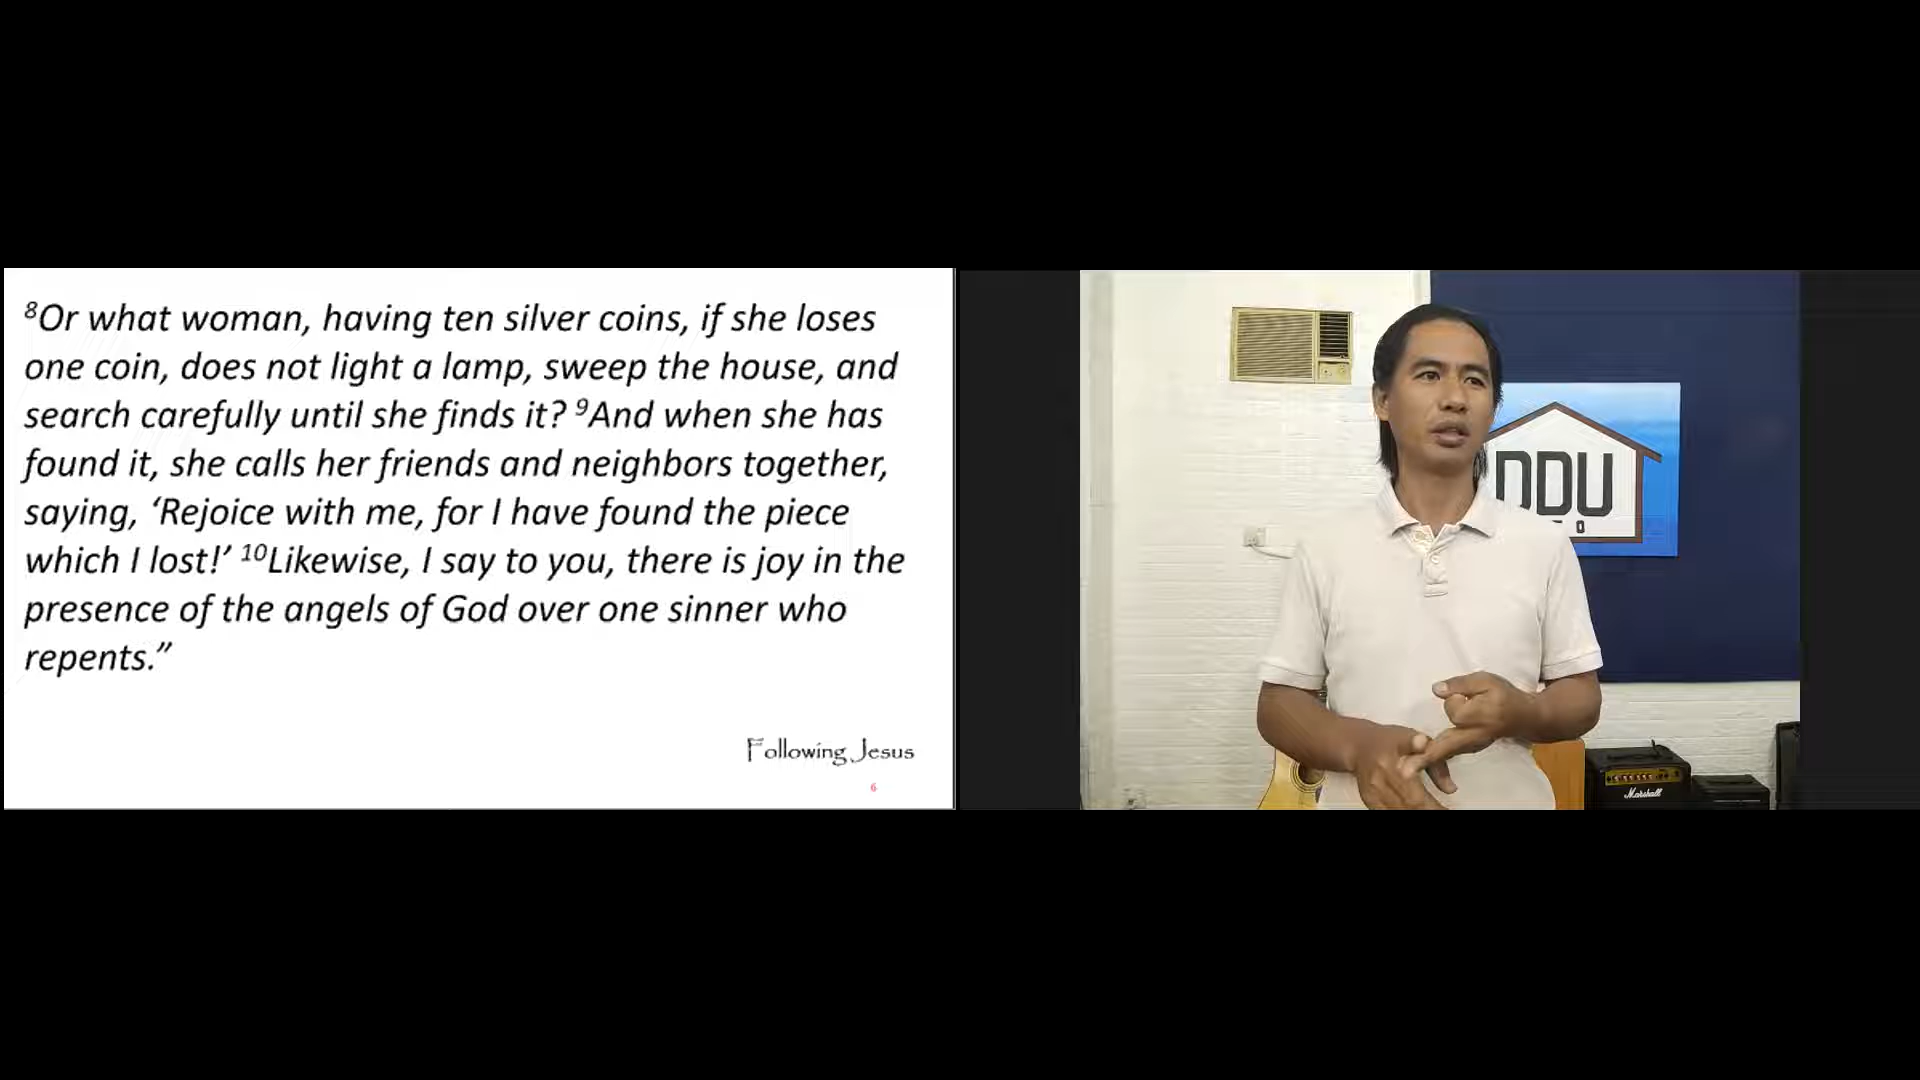 ⁸Or what woman, having ten silver coins, if she loses
one coin, does not light a lamp, sweep the house, and
search carefully until she finds it? ⁹And when she has
found it, she calls her friends and neighbors together,
saying, ‘Rejoice with me, for I have found the piece
which I lost!’ ¹⁰Likewise, I say to you, there is joy in the
presence of the angels of God over one sinner who
repents.”
Following Jesus
6
DDU
Marshall